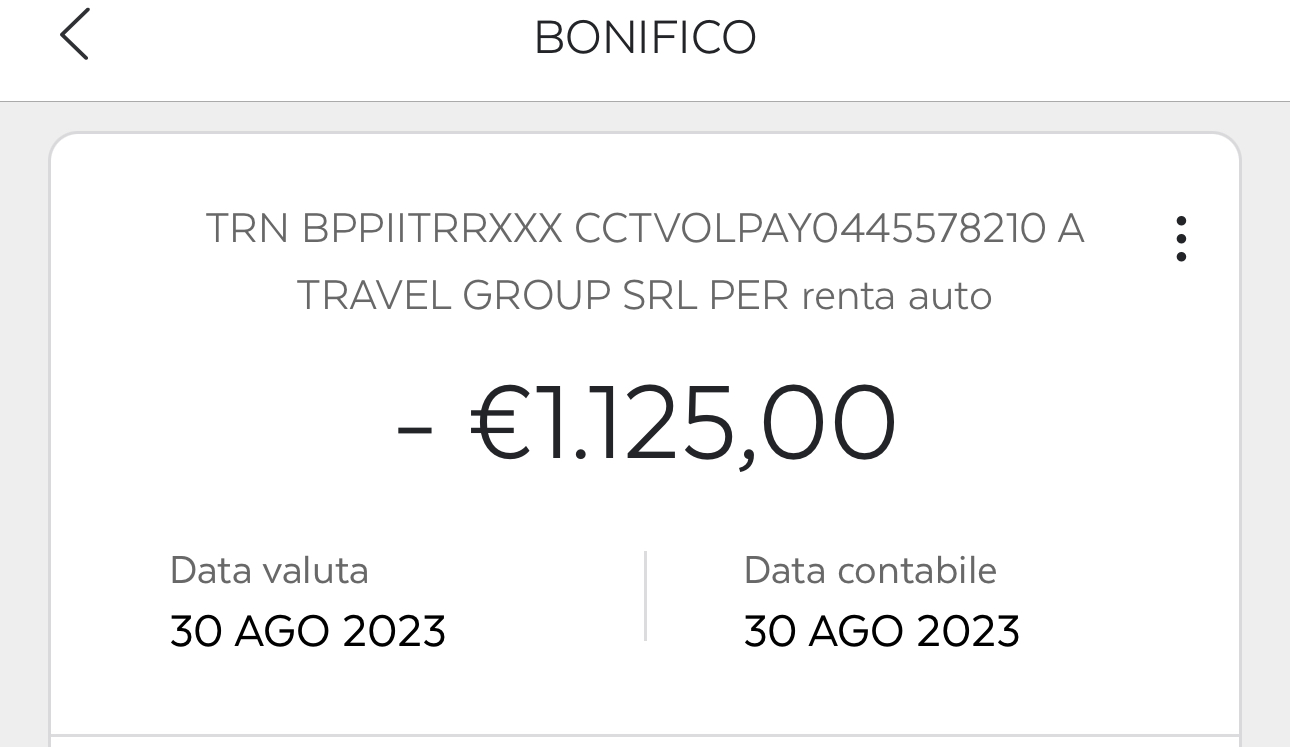 BONIFICO
TRN BPPIITRRXXX CCTVOLPAY0445578210 A
TRAVEL GROUP SRL PER renta auto
- €1.125,00
Data valuta
30 AGO 2023
Data contabile
30 AGO 2023